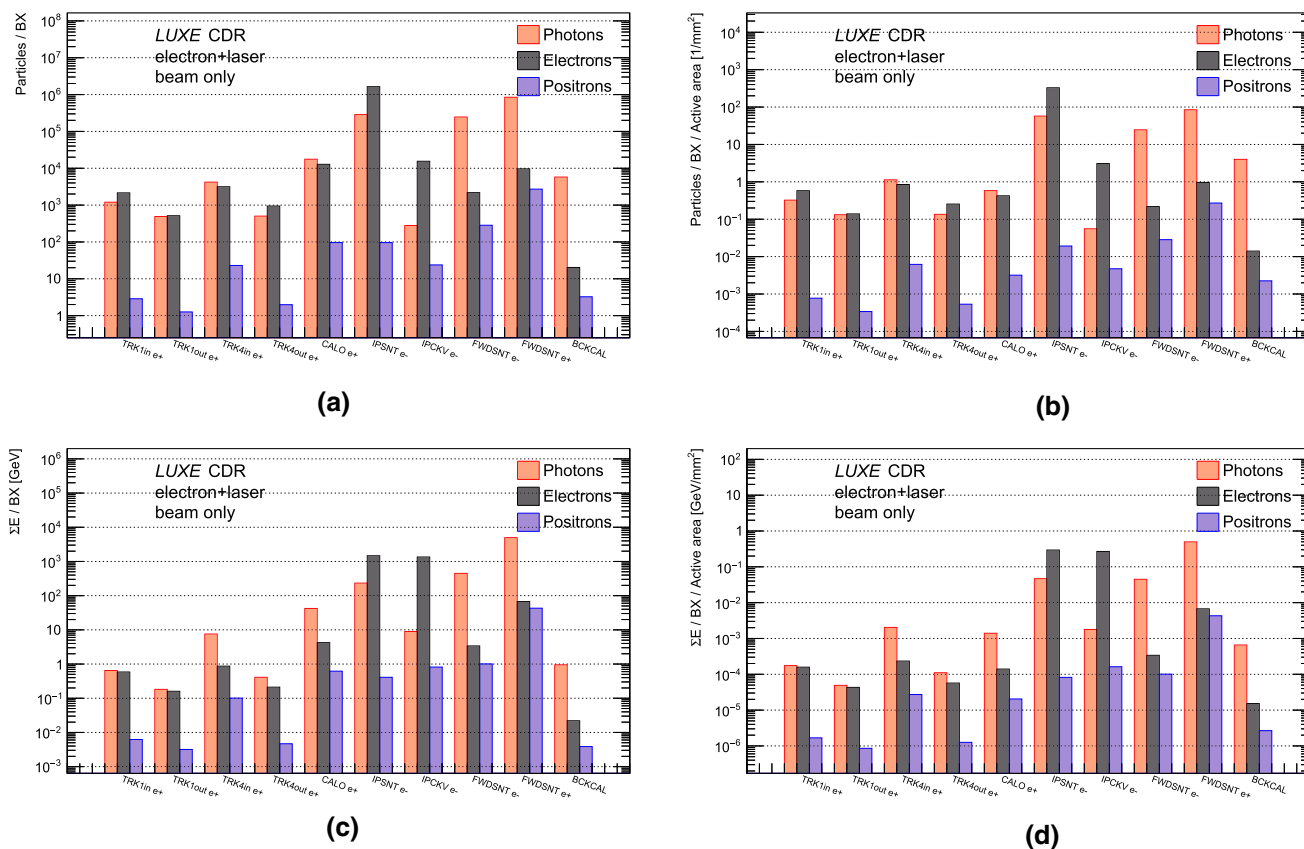 Particles / BX
10⁸
10⁷
10⁶
10⁵
10⁴
10³
10²
10
1
LUXE CDR
electron+laser
beam only
Photons
Electrons
Positrons
TRK1in e+
TRK1out e+
TRK4in e+
TRK4out e+
CALO e+
IPSNT e-
IPCKV e-
FWDSNT e-
FWDSNT e+
BCKCAL
(a)
Particles / BX / Active area [1/mm²]
10⁴
10²
1
10⁻¹
10⁻²
10⁻³
10⁻⁴
LUXE CDR
electron+laser
beam only
Photons
Electrons
Positrons
TRK1in e+
TRK1out e+
TRK4in e+
TRK4out e+
CALO e+
IPSNT e-
IPCKV e-
FWDSNT e-
FWDSNT e+
BCKCAL
(b)
ΣE / BX [GeV]
10⁶
10⁵
10⁴
10³
10²
10
1
10⁻¹
10⁻²
10⁻³
LUXE CDR
electron+laser
beam only
Photons
Electrons
Positrons
TRK1in e+
TRK1out e+
TRK4in e+
TRK4out e+
CALO e+
IPSNT e-
IPCKV e-
FWDSNT e-
FWDSNT e+
BCKCAL
(c)
ΣE / BX / Active area [GeV/mm²]
10²
10
1
10⁻¹
10⁻²
10⁻³
10⁻⁴
10⁻⁵
10⁻⁶
LUXE CDR
electron+laser
beam only
Photons
Electrons
Positrons
TRK1in e+
TRK1out e+
TRK4in e+
TRK4out e+
CALO e+
IPSNT e-
IPCKV e-
FWDSNT e-
FWDSNT e+
BCKCAL
(d)